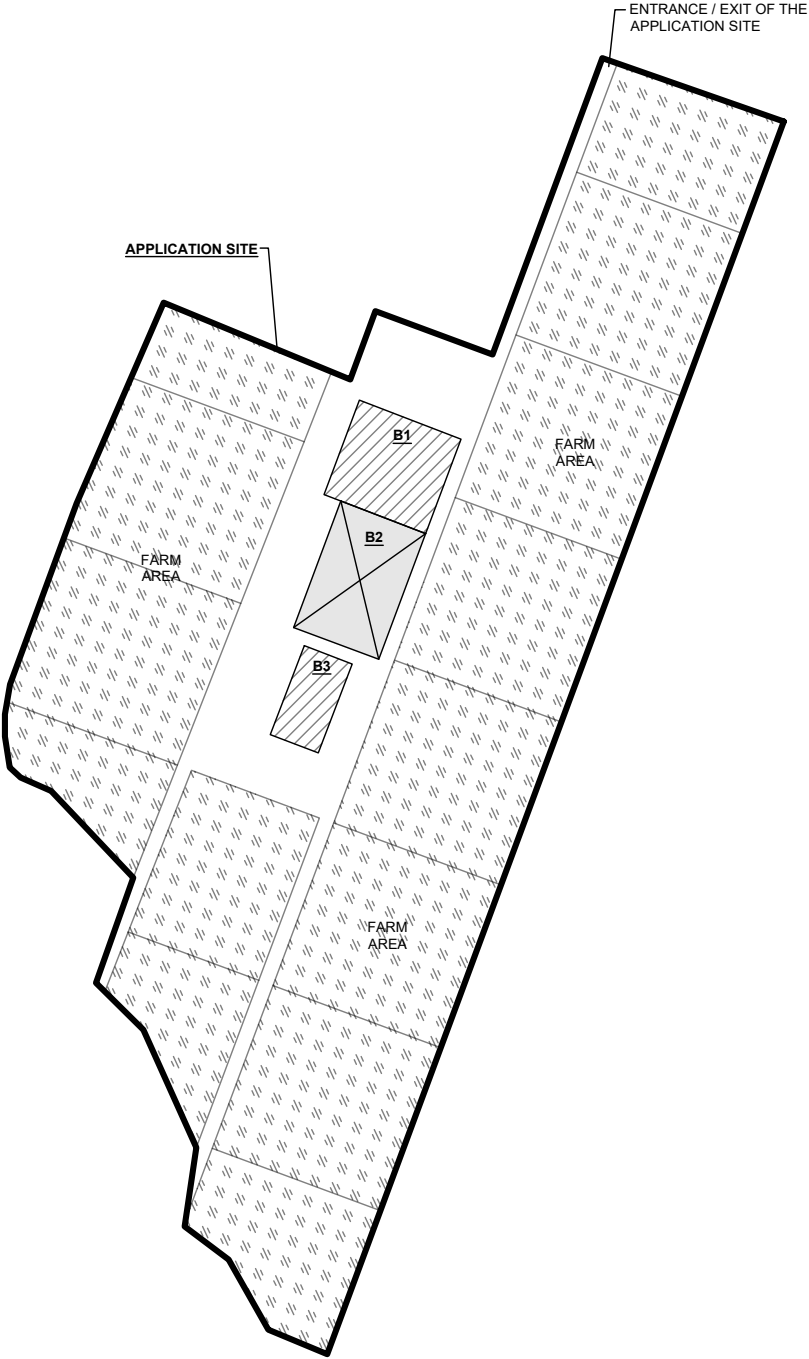 ENTRANCE / EXIT OF THE
APPLICATION SITE
APPLICATION SITE
B1
FARM
AREA
B2
FARM
AREA
B3
FARM
AREA